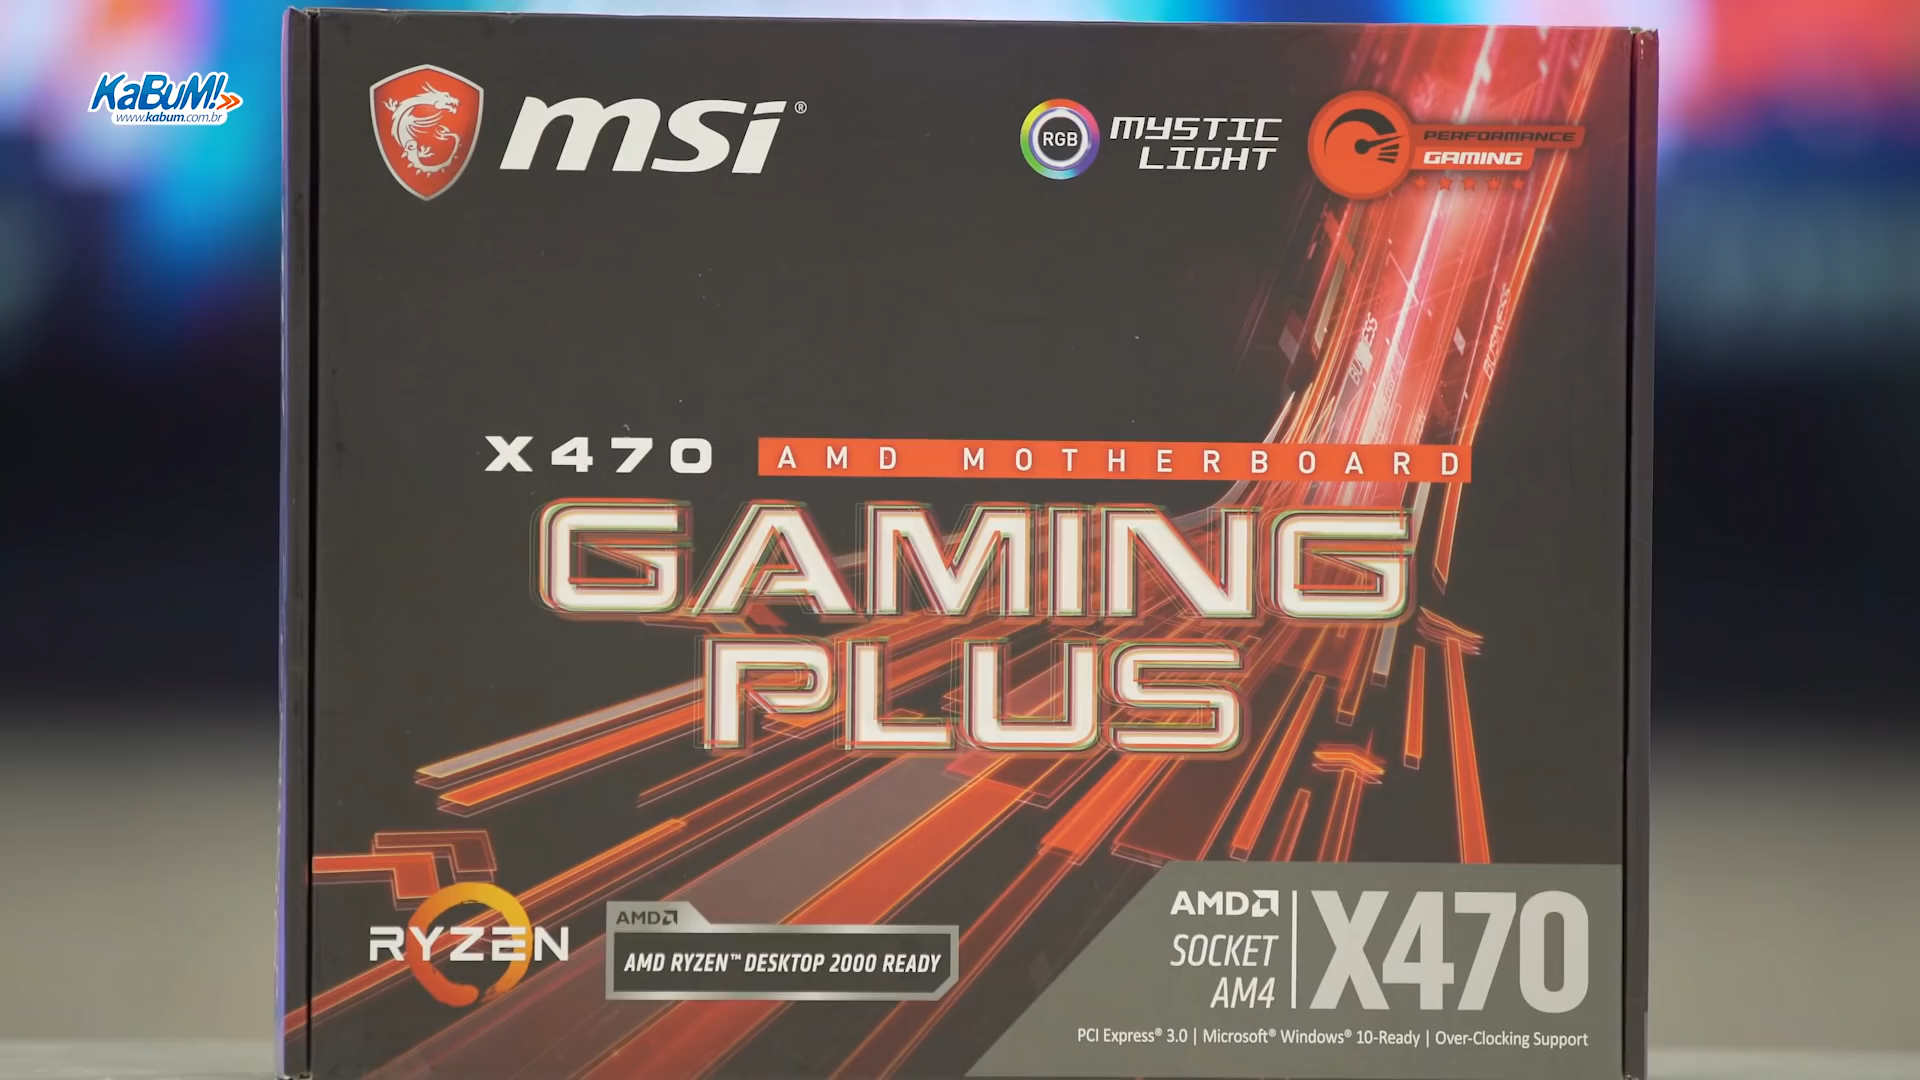 KaBuM!
www.kabum.com.br
msi®
RGB
MYSTIC
LIGHT
PERFORMANCE
GAMING
BUSINESS
BUSINESS
X470
AMD MOTHERBOARD
GAMING
PLUS
RYZEN
AMD
AMD RYZEN™ DESKTOP 2000 READY
AMD
SOCKET
AM4
X470
PCI Express® 3.0 | Microsoft® Windows® 10-Ready | Over-Clocking Support